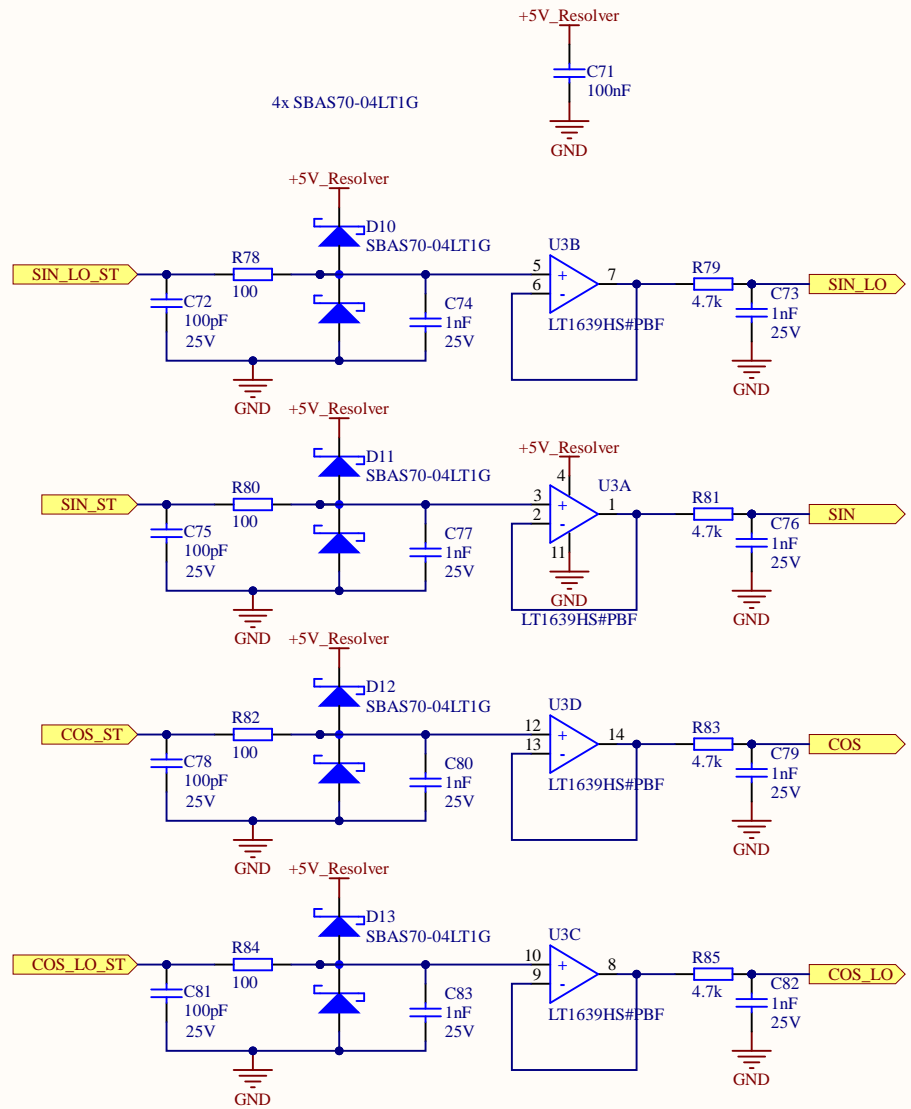 +5V_Resolver
C71
100nF
GND
4x SBAS70-04LT1G
+5V_Resolver
D10
SBAS70-04LT1G
SIN_LO_ST
R78
100
C72
100pF
25V
C74
1nF
25V
GND
U3B
5
+
6
-
7
LT1639HS#PBF
R79
4.7k
C73
1nF
25V
GND
SIN_LO
+5V_Resolver
D11
SBAS70-04LT1G
SIN_ST
R80
100
C75
100pF
25V
C77
1nF
25V
GND
+5V_Resolver
4
U3A
3
+
2
-
1
11
GND
LT1639HS#PBF
R81
4.7k
C76
1nF
25V
GND
SIN
+5V_Resolver
D12
SBAS70-04LT1G
COS_ST
R82
100
C78
100pF
25V
C80
1nF
25V
GND
U3D
12
+
13
-
14
LT1639HS#PBF
R83
4.7k
C79
1nF
25V
GND
COS
+5V_Resolver
D13
SBAS70-04LT1G
COS_LO_ST
R84
100
C81
100pF
25V
C83
1nF
25V
GND
U3C
10
+
9
-
8
LT1639HS#PBF
R85
4.7k
C82
1nF
25V
GND
COS_LO